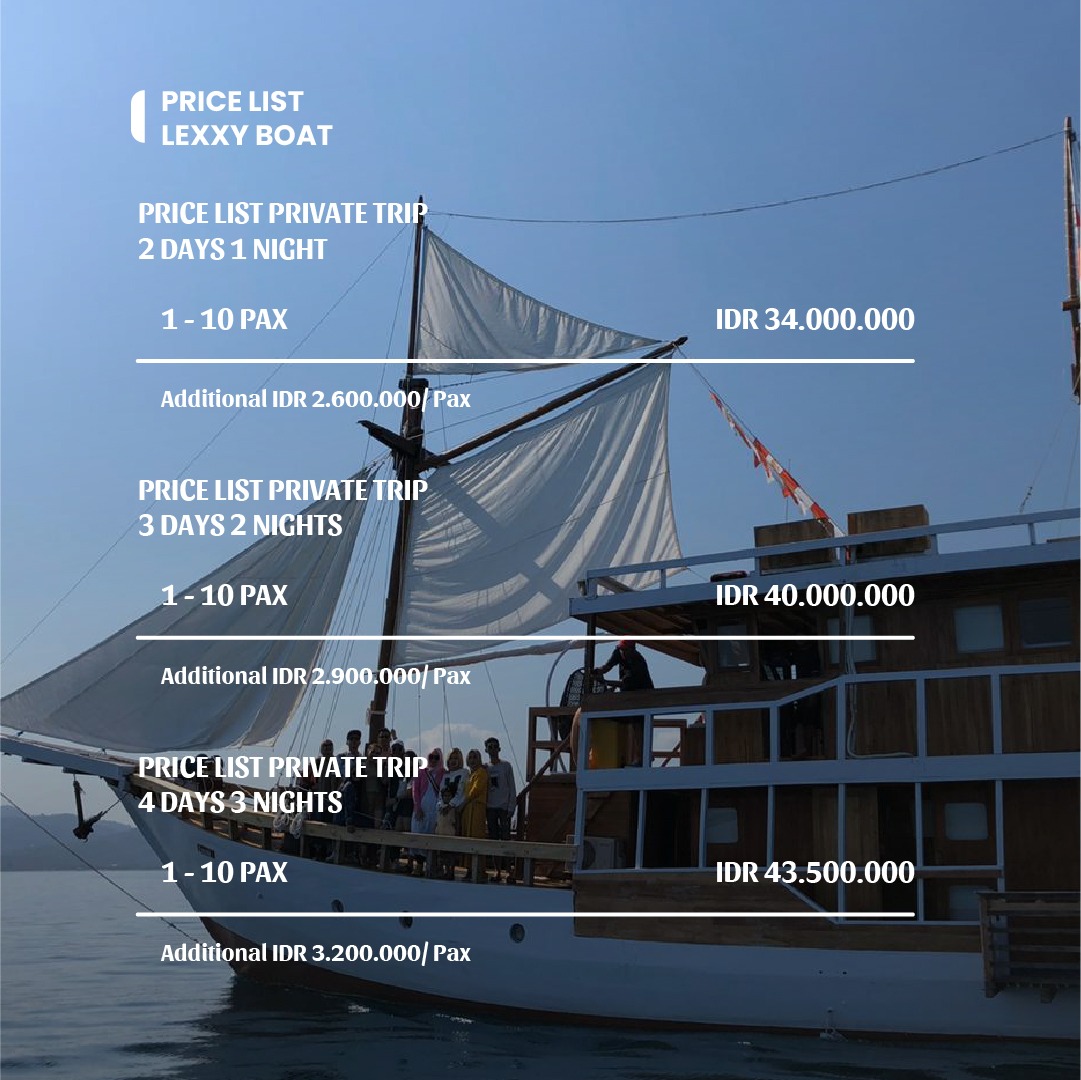 PRICE LIST
LEXXY BOAT
PRICE LIST PRIVATE TRIP
2 DAYS 1 NIGHT
1 - 10 PAX IDR 34.000.000
Additional IDR 2.600.000/ Pax
PRICE LIST PRIVATE TRIP
3 DAYS 2 NIGHTS
1 - 10 PAX IDR 40.000.000
Additional IDR 2.900.000/ Pax
PRICE LIST PRIVATE TRIP
4 DAYS 3 NIGHTS
1 - 10 PAX IDR 43.500.000
Additional IDR 3.200.000/ Pax